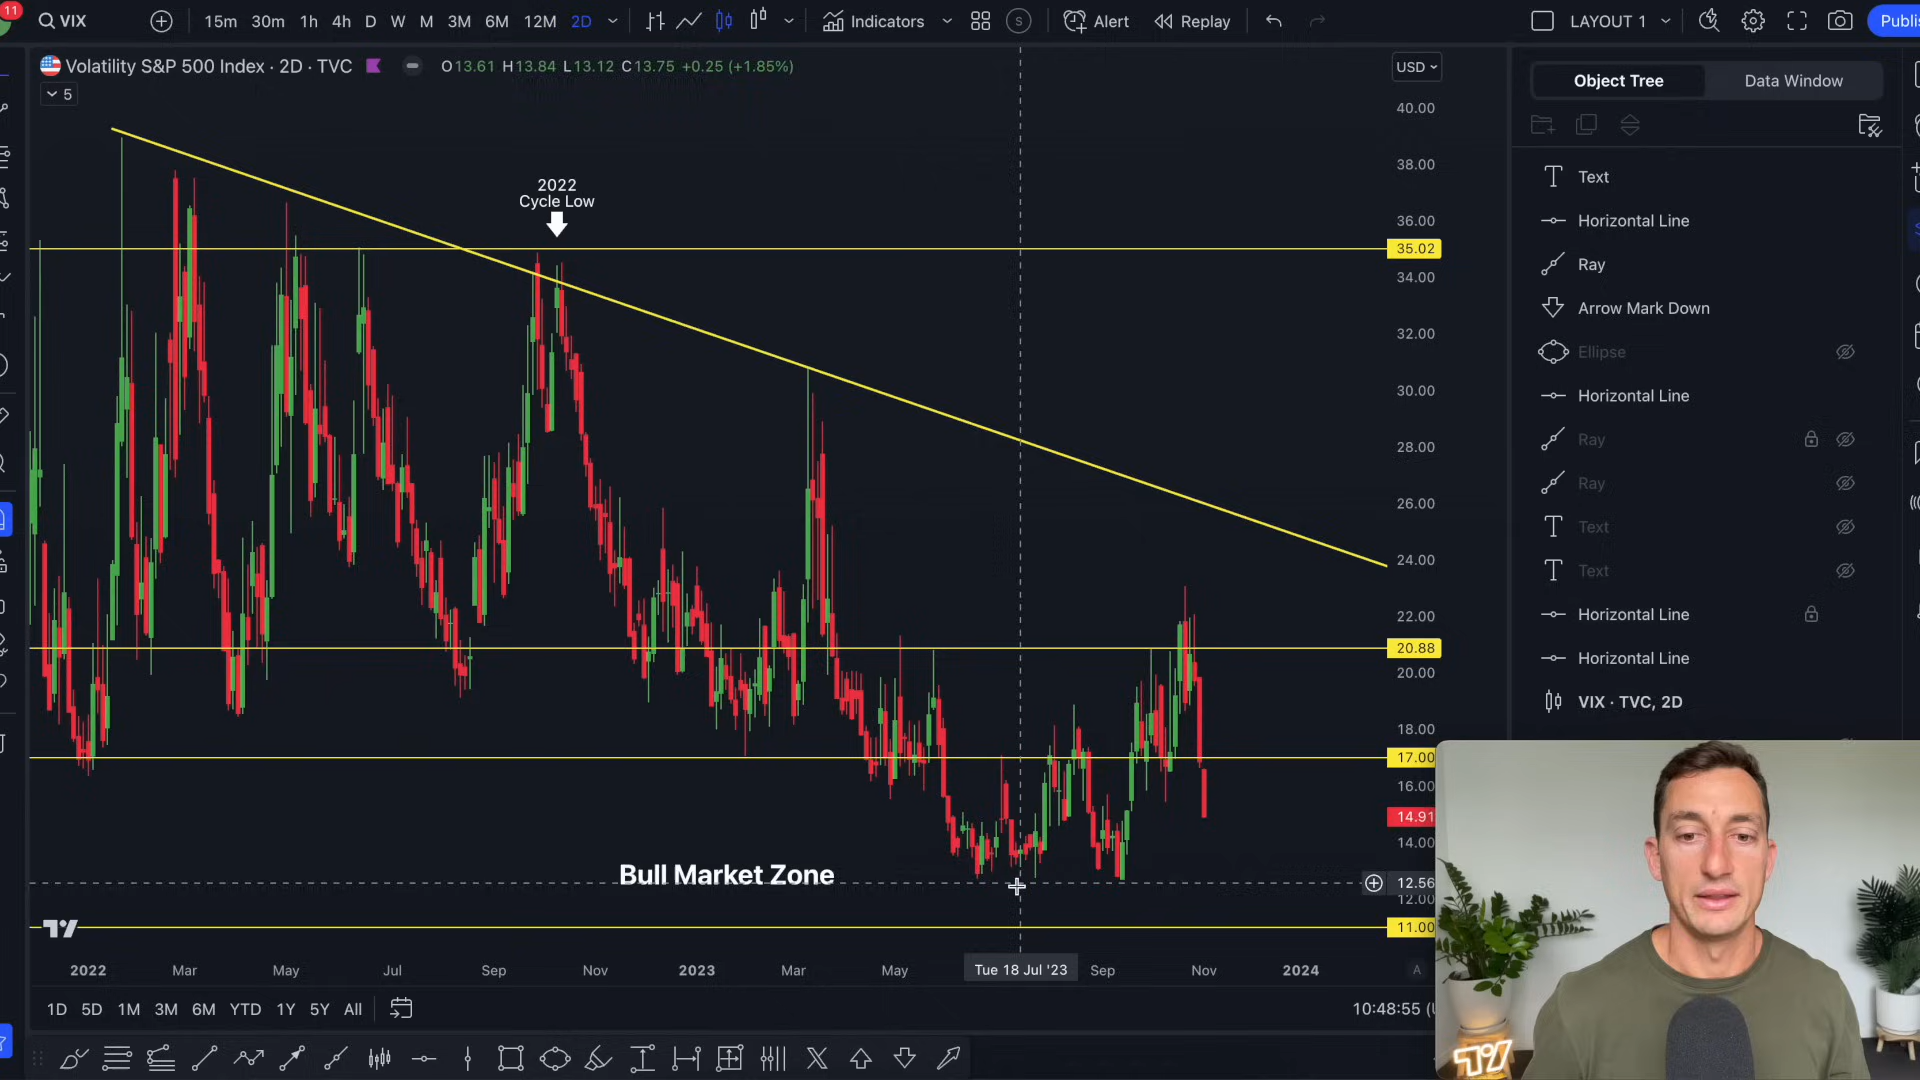 11
VIX
15m 30m 1h 4h D W M 3M 6M 12M 2D
Indicators
S
Alert
Replay
LAYOUT 1
Publi
Volatility S&P 500 Index · 2D · TVC
O13.61 H13.84 L13.12 C13.75 +0.25 (+1.85%)
USD
5
Object Tree
Data Window
40.00
38.00
36.00
35.02
34.00
32.00
30.00
28.00
26.00
24.00
22.00
20.88
20.00
18.00
17.00
16.00
14.91
14.00
12.56
12.00
11.00
2022
Cycle Low
Bull Market Zone
Text
Horizontal Line
Ray
Arrow Mark Down
Ellipse
Horizontal Line
Ray
Ray
Text
Text
Horizontal Line
Horizontal Line
VIX · TVC, 2D
2022 Mar May Jul Sep Nov 2023 Mar May Tue 18 Jul '23 Sep Nov 2024
A
1D 5D 1M 3M 6M YTD 1Y 5Y All
10:48:55 (